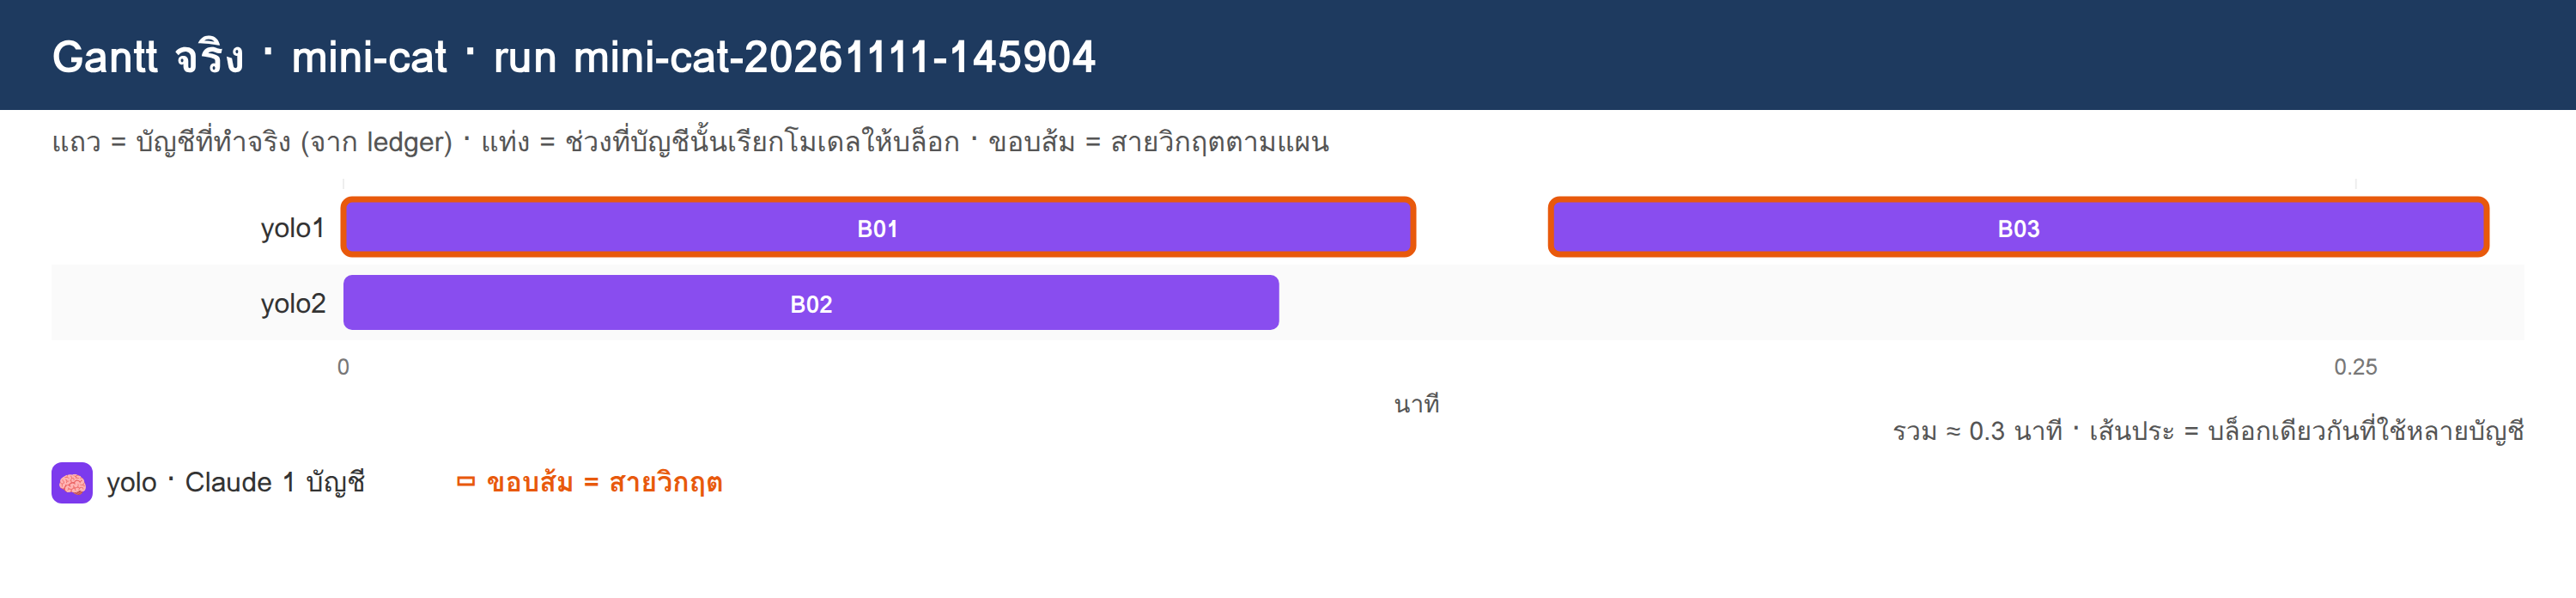 Gantt จริง · mini-cat · run mini-cat-20261111-145904
แถว = บัญชีที่ทำจริง (จาก ledger) · แท่ง = ช่วงที่บัญชีนั้นเรียกโมเดลให้บล็อก · ขอบส้ม = สายวิกฤตตามแผน
yolo1 B01 B03
yolo2 B02
0 0.25
นาที
รวม ≈ 0.3 นาที · เส้นประ = บล็อกเดียวกันที่ใช้หลายบัญชี
yolo · Claude 1 บัญชี ▭ ขอบส้ม = สายวิกฤต